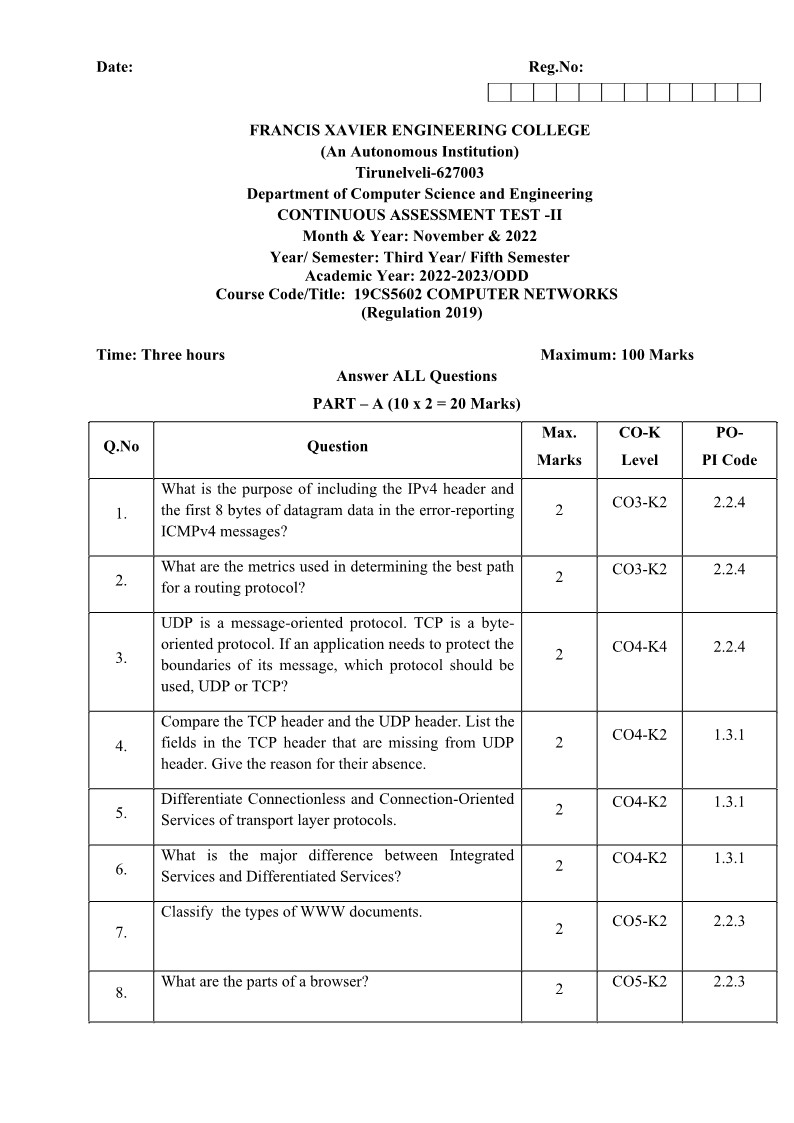 Date: Reg.No:
FRANCIS XAVIER ENGINEERING COLLEGE
(An Autonomous Institution)
Tirunelveli-627003
Department of Computer Science and Engineering
CONTINUOUS ASSESSMENT TEST -II
Month & Year: November & 2022
Year/ Semester: Third Year/ Fifth Semester
Academic Year: 2022-2023/ODD
Course Code/Title: 19CS5602 COMPUTER NETWORKS
(Regulation 2019)
Time: Three hours Maximum: 100 Marks
Answer ALL Questions
PART – A (10 x 2 = 20 Marks)
Q.No Question Max. Marks CO-K Level PO-PI Code
1. What is the purpose of including the IPv4 header and
the first 8 bytes of datagram data in the error-reporting
ICMPv4 messages?
2 CO3-K2 2.2.4
2. What are the metrics used in determining the best path
for a routing protocol?
2 CO3-K2 2.2.4
3. UDP is a message-oriented protocol. TCP is a byte-
oriented protocol. If an application needs to protect the
boundaries of its message, which protocol should be
used, UDP or TCP?
2 CO4-K4 2.2.4
4. Compare the TCP header and the UDP header. List the
fields in the TCP header that are missing from UDP
header. Give the reason for their absence.
2 CO4-K2 1.3.1
5. Differentiate Connectionless and Connection-Oriented
Services of transport layer protocols.
2 CO4-K2 1.3.1
6. What is the major difference between Integrated
Services and Differentiated Services?
2 CO4-K2 1.3.1
7. Classify the types of WWW documents.
2 CO5-K2 2.2.3
8. What are the parts of a browser?
2 CO5-K2 2.2.3